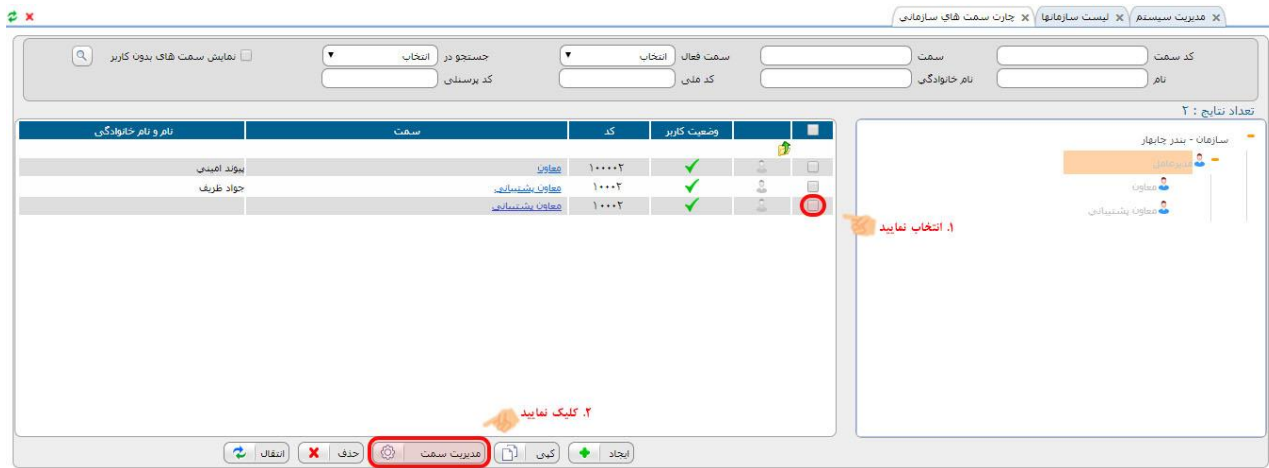 مدیریت سیستم
لیست سازمانها
چارت سمت های سازمانی
کد سمت
سمت
سمت فعال
انتخاب
جستجو در
انتخاب
نمایش سمت های بدون کاربر
نام
نام خانوادگی
کد ملی
کد پرسنلی
تعداد نتایج : ۲
سازمان - بندر چابهار
مدیرعامل
معاون
معاون پشتیبانی
وضعیت کاربر
کد
سمت
نام و نام خانوادگی
۱۰۰۰۰۲
معاون
پیوند امینی
۱۰۰۰۲
معاون پشتیبانی
جواد ظریف
۱۰۰۰۲
معاون پشتیبانی
۱. انتخاب نمایید
۲. کلیک نمایید
ایجاد
کپی
مدیریت سمت
حذف
انتقال